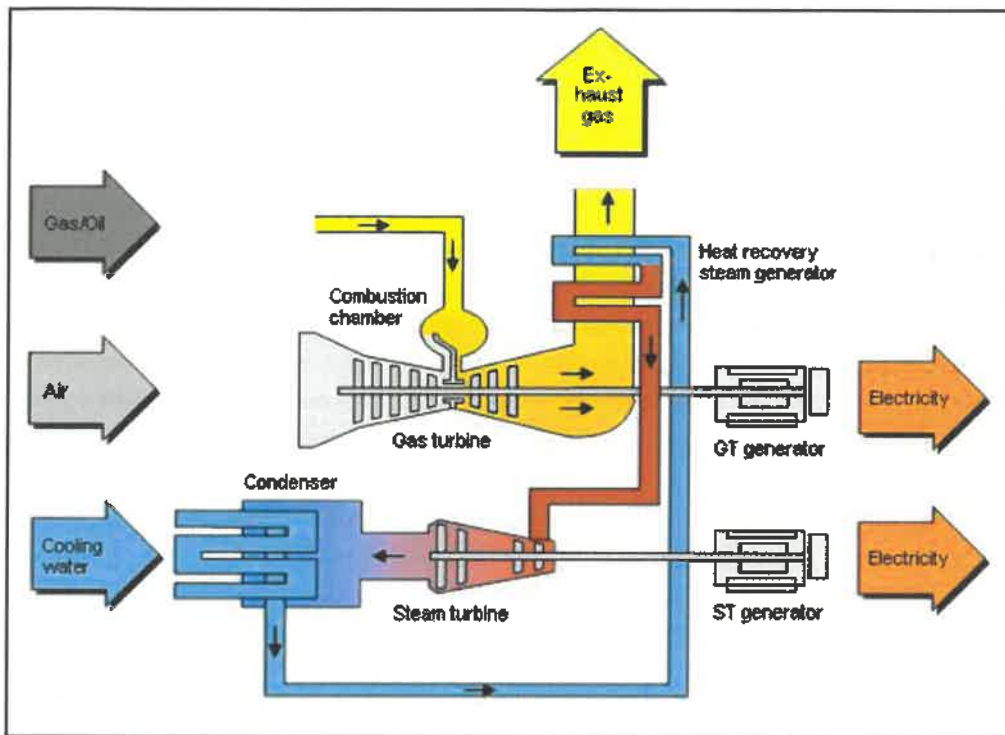 Ex-
haust
gas
Gas/Oil
Heat recovery
steam generator
Combustion
chamber
Air
Electricity
Gas turbine
GT generator
Condenser
Cooling
water
Electricity
Steam turbine
ST generator